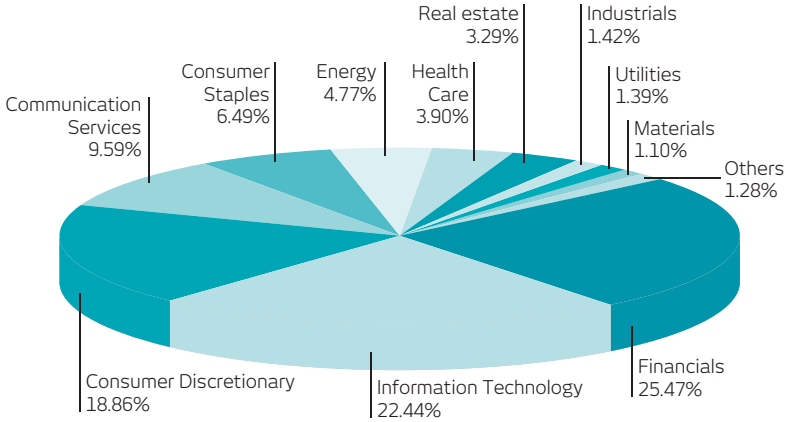 Real estate
3.29%
Industrials
1.42%
Consumer
Staples
6.49%
Energy
4.77%
Health
Care
3.90%
Utilities
1.39%
Communication
Services
9.59%
Materials
1.10%
Others
1.28%
Consumer Discretionary
18.86%
Information Technology
22.44%
Financials
25.47%